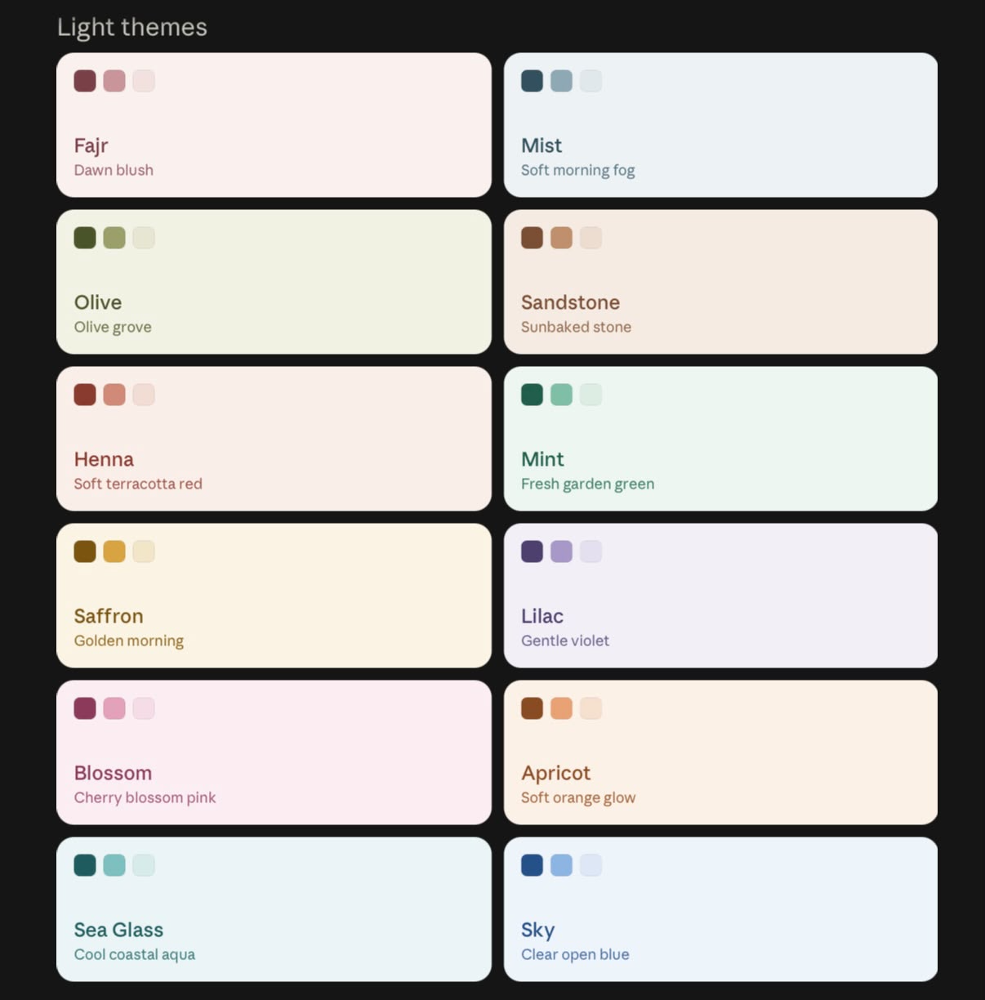 Light themes
Fajr
Dawn blush
Mist
Soft morning fog
Olive
Olive grove
Sandstone
Sunbaked stone
Henna
Soft terracotta red
Mint
Fresh garden green
Saffron
Golden morning
Lilac
Gentle violet
Blossom
Cherry blossom pink
Apricot
Soft orange glow
Sea Glass
Cool coastal aqua
Sky
Clear open blue